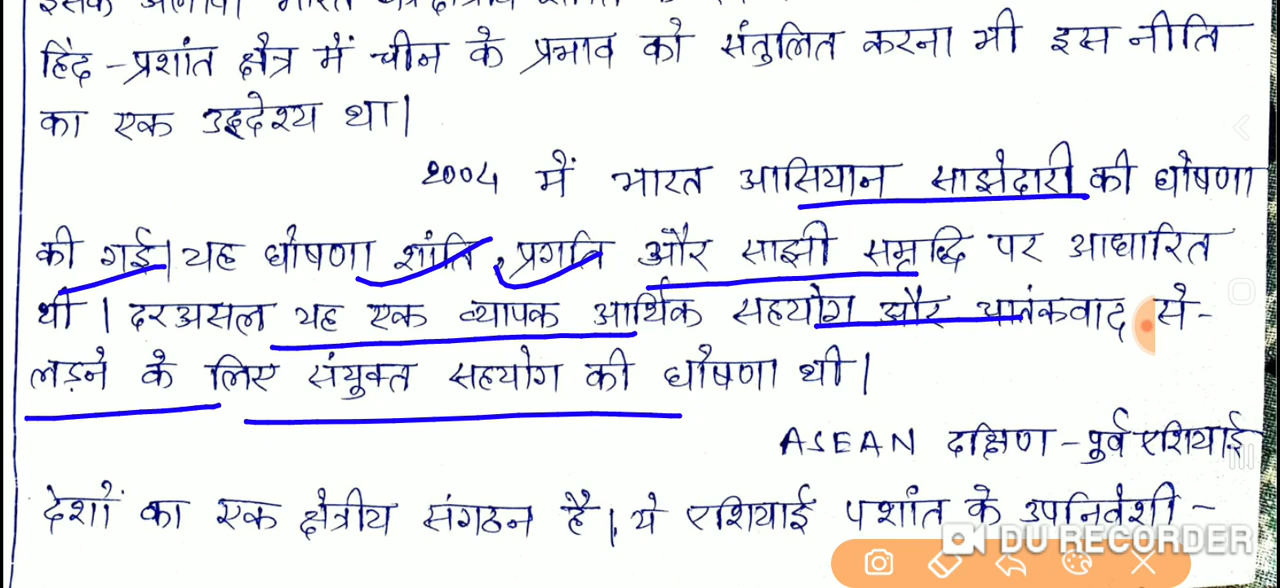 हिंद -प्रशांत क्षैत्र में चीन के प्रभाव को संतुलित करना भी इस नीति
का एक उद्देश्य था।
2004 में भारत आसियान साझेदारी की घोषणा
की गई। यह घोषणा शांति, प्रगति और साझी समृद्धि पर आधारित
थी। दरअसल यह एक व्यापक आर्थिक सहयोग और आतंकवाद से-
लड़ने के लिए संयुक्त सहयोग की घोषणा थी।
ASEAN दक्षिण-पूर्व एशियाई
देशों का एक क्षेत्रीय संगठन है। ये एशियाई प्रशांत के उपनिवेशी -
DU RECORDER